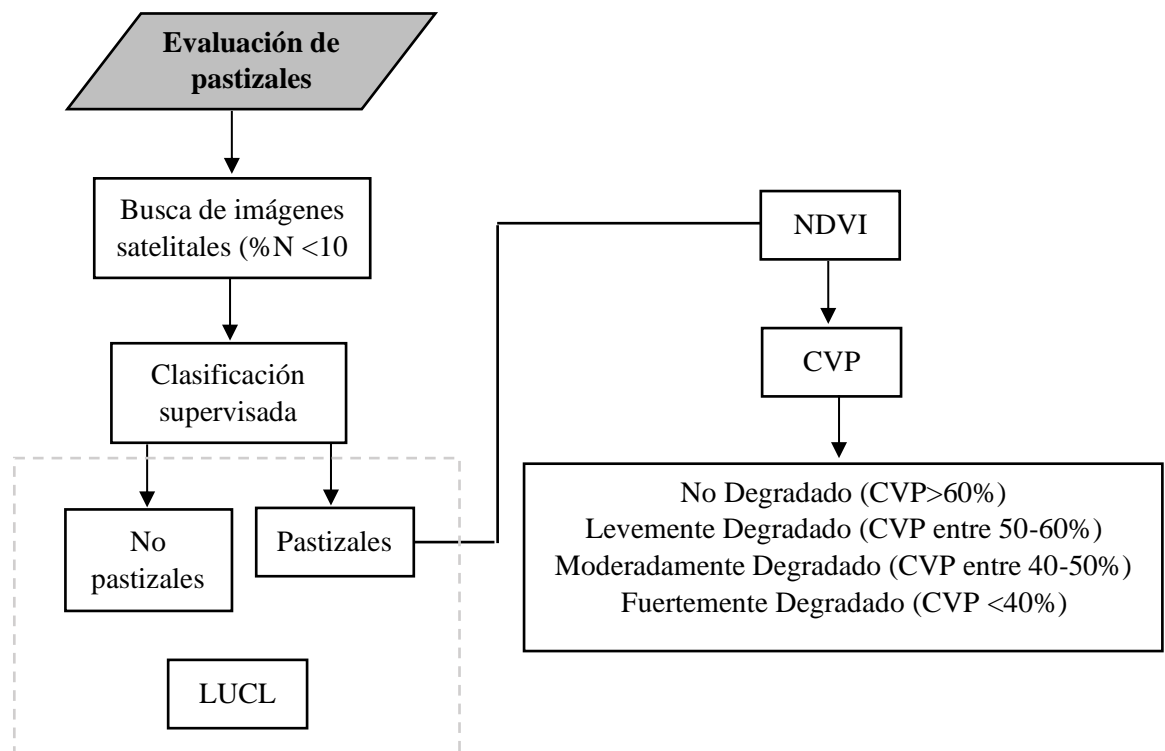 Evaluación de
pastizales
Busca de imágenes
satelitales (%N <10
Clasificación
supervisada
No
pastizales
Pastizales
LUCL
NDVI
CVP
No Degradado (CVP>60%)
Levemente Degradado (CVP entre 50-60%)
Moderadamente Degradado (CVP entre 40-50%)
Fuertemente Degradado (CVP <40%)